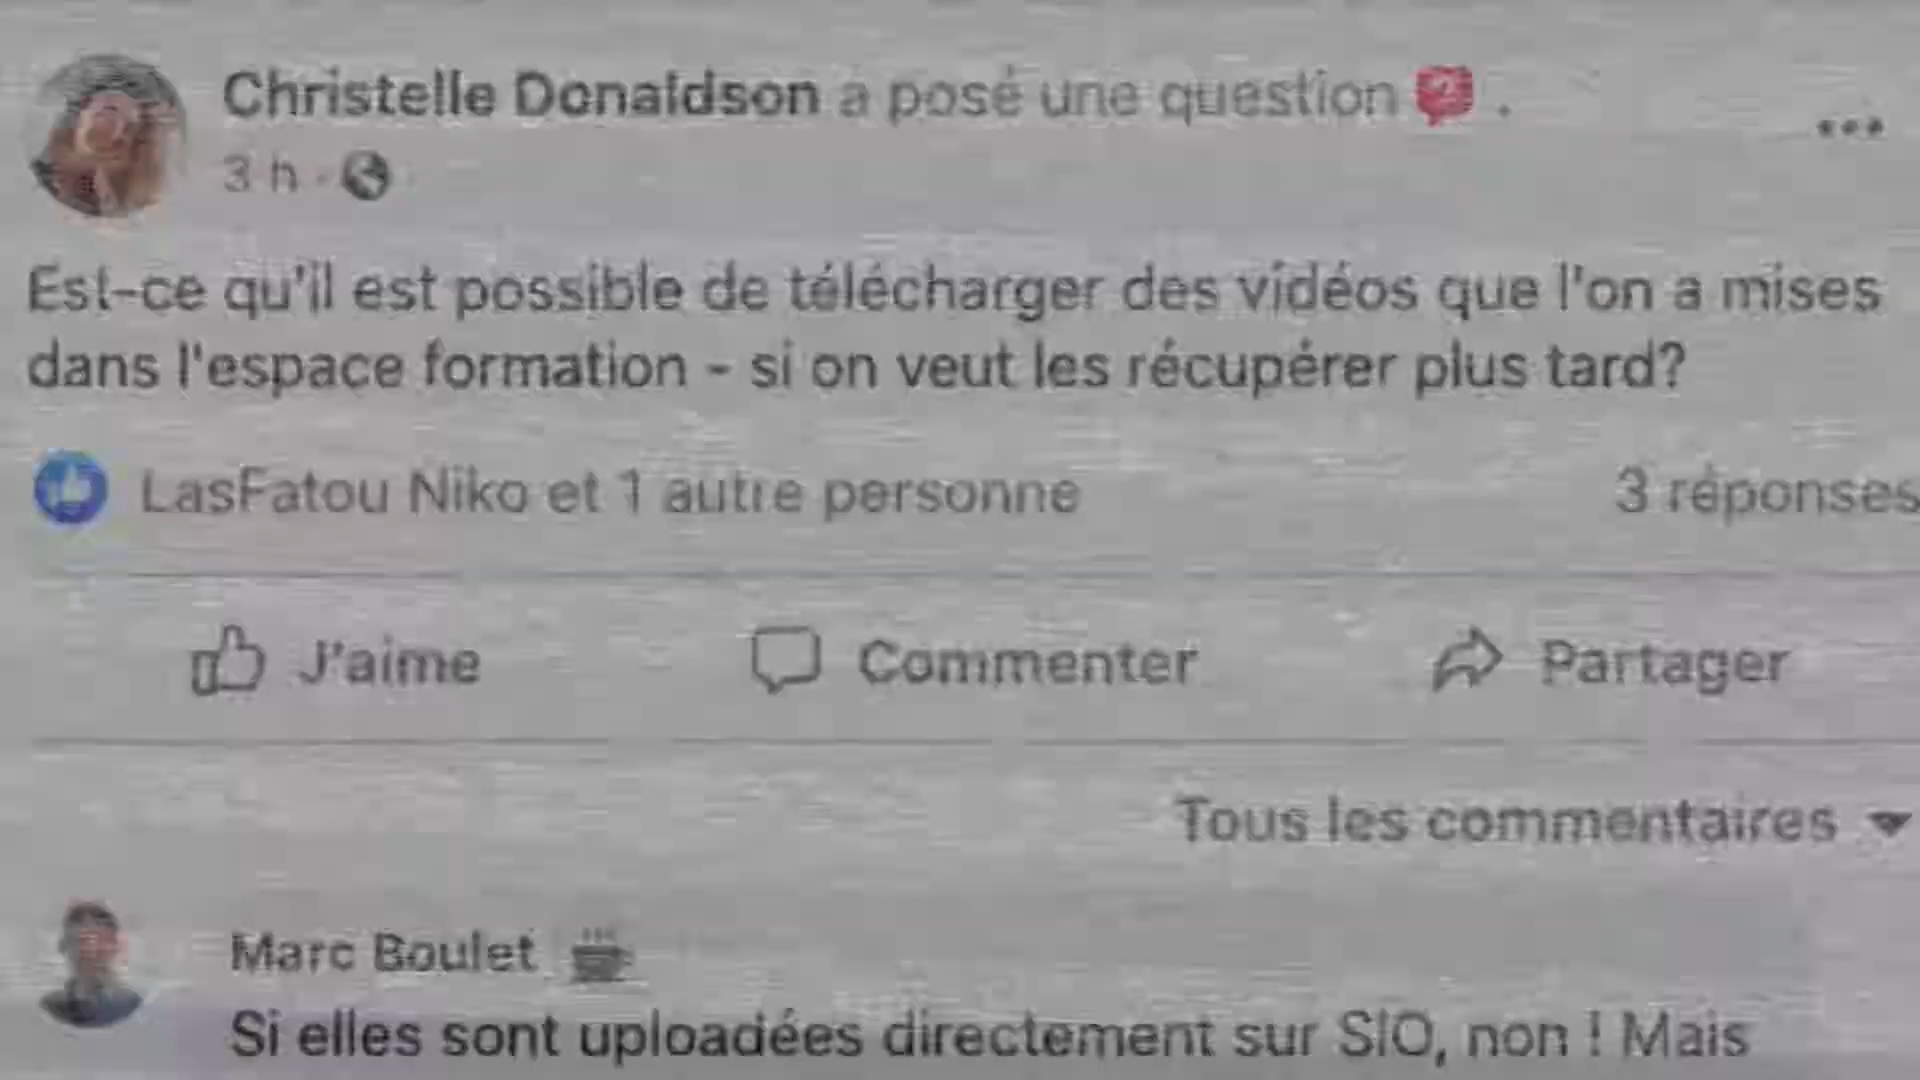 Christelle Donaldson a posé une question .
3 h ·
Est-ce qu'il est possible de télécharger des vidéos que l'on a mises
dans l'espace formation - si on veut les récupérer plus tard?
LasFatou Niko et 1 autre personne 3 réponses
J'aime Commenter Partager
Tous les commentaires
Marc Boulet
Si elles sont uploadées directement sur SIO, non ! Mais